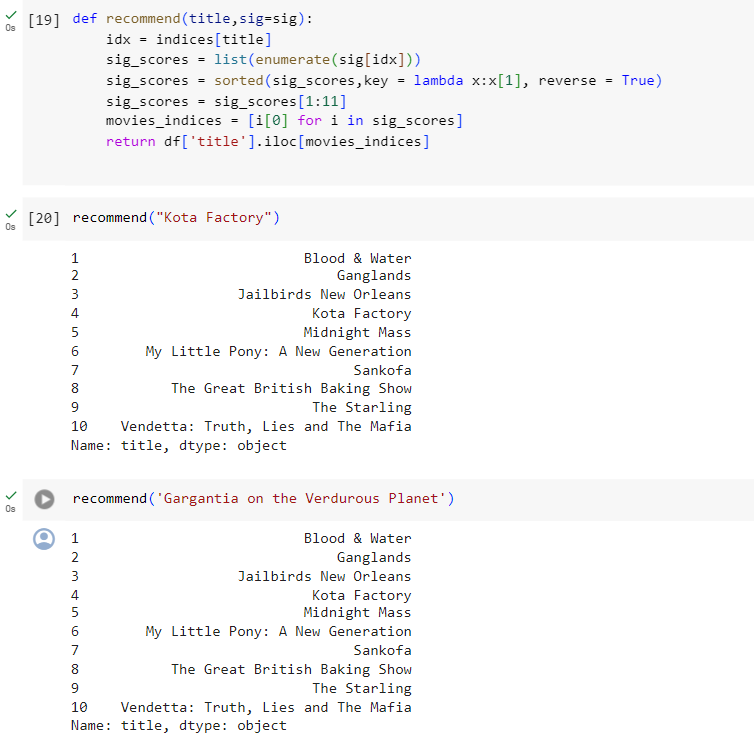 0s
[19] def recommend(title,sig=sig):
    idx = indices[title]
    sig_scores = list(enumerate(sig[idx]))
    sig_scores = sorted(sig_scores,key = lambda x:x[1], reverse = True)
    sig_scores = sig_scores[1:11]
    movies_indices = [i[0] for i in sig_scores]
    return df['title'].iloc[movies_indices]
0s
[20] recommend("Kota Factory")
1                            Blood & Water
2                                Ganglands
3                    Jailbirds New Orleans
4                             Kota Factory
5                            Midnight Mass
6         My Little Pony: A New Generation
7                                  Sankofa
8            The Great British Baking Show
9                             The Starling
10    Vendetta: Truth, Lies and The Mafia
Name: title, dtype: object
0s
recommend('Gargantia on the Verdurous Planet')
1                            Blood & Water
2                                Ganglands
3                    Jailbirds New Orleans
4                             Kota Factory
5                            Midnight Mass
6         My Little Pony: A New Generation
7                                  Sankofa
8            The Great British Baking Show
9                             The Starling
10    Vendetta: Truth, Lies and The Mafia
Name: title, dtype: object